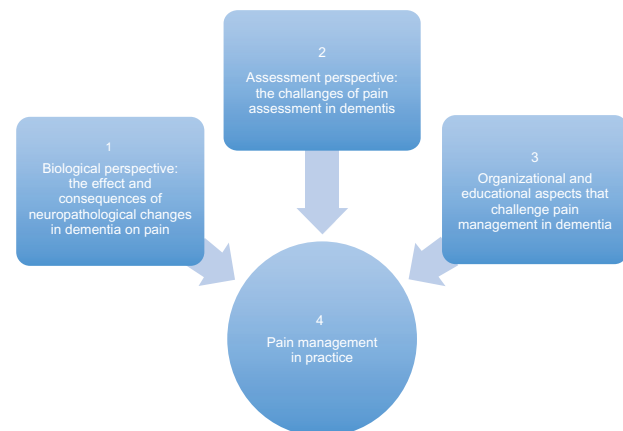 1
Biological perspective:
the effect and
consequences of
neuropathological changes
in dementia on pain
2
Assessment perspective:
the challanges of pain
assessment in dementia
3
Organizational and
educational aspects that
challenge pain
management in dementia
4
Pain management
in practice